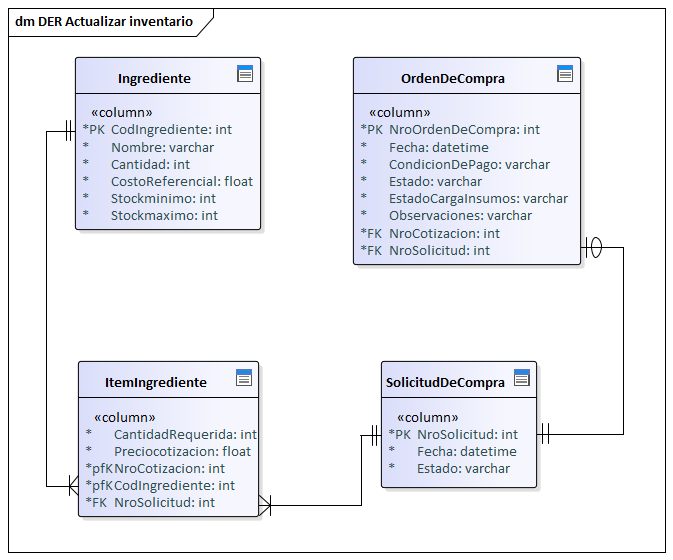 dm DER Actualizar inventario
Ingrediente
«column»
*PK CodIngrediente: int
* Nombre: varchar
* Cantidad: int
* CostoReferencial: float
* Stockminimo: int
* Stockmaximo: int
OrdenDeCompra
«column»
*PK NroOrdenDeCompra: int
* Fecha: datetime
* CondicionDePago: varchar
* Estado: varchar
* EstadoCargaInsumos: varchar
* Observaciones: varchar
*FK NroCotizacion: int
*FK NroSolicitud: int
ItemIngrediente
«column»
* CantidadRequerida: int
* Preciocotizacion: float
*pfK NroCotizacion: int
*pfK CodIngrediente: int
*FK NroSolicitud: int
SolicitudDeCompra
«column»
*PK NroSolicitud: int
* Fecha: datetime
* Estado: varchar